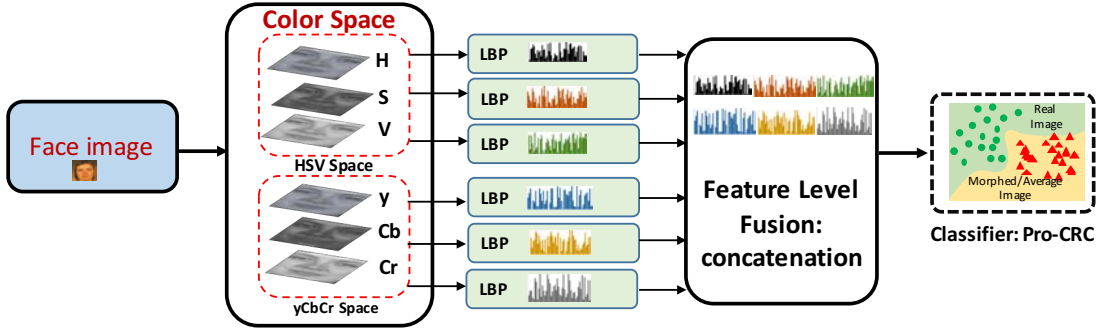 Face image
Color Space
H
S
V
HSV Space
y
Cb
Cr
yCbCr Space
LBP
LBP
LBP
LBP
LBP
LBP
Feature Level
Fusion:
concatenation
Real
Image
Morphed/Average
Image
Classifier: Pro-CRC